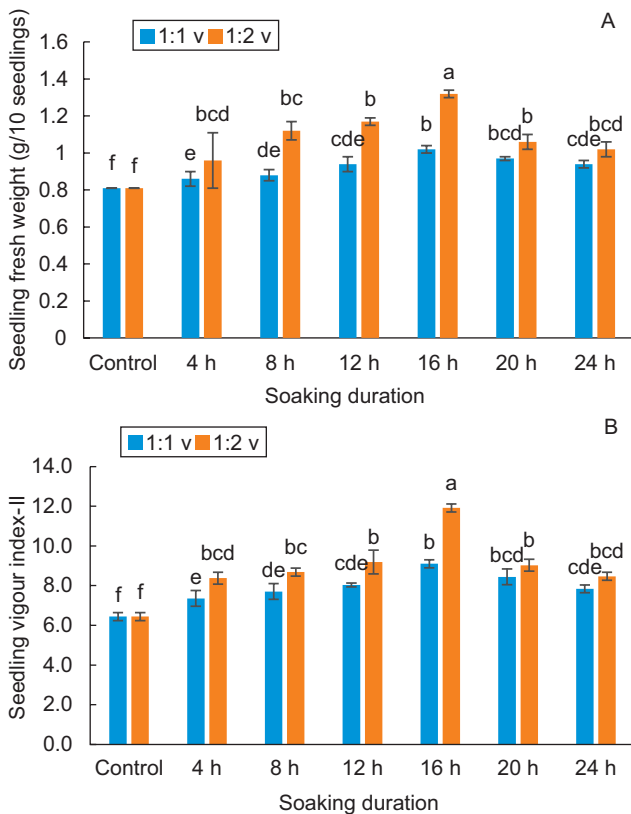 A
1:1 v 1:2 v
Seedling fresh weight (g/10 seedlings)
1.6
1.4
1.2
1
0.8
0.6
0.4
0.2
0
f f e bcd de bc cde b b a bcd b cde bcd
Control 4 h 8 h 12 h 16 h 20 h 24 h
Soaking duration
B
1:1 v 1:2 v
Seedling vigour index-II
14.0
12.0
10.0
8.0
6.0
4.0
2.0
0.0
f f e bcd de bc cde b b a bcd b cde bcd
Control 4 h 8 h 12 h 16 h 20 h 24 h
Soaking duration